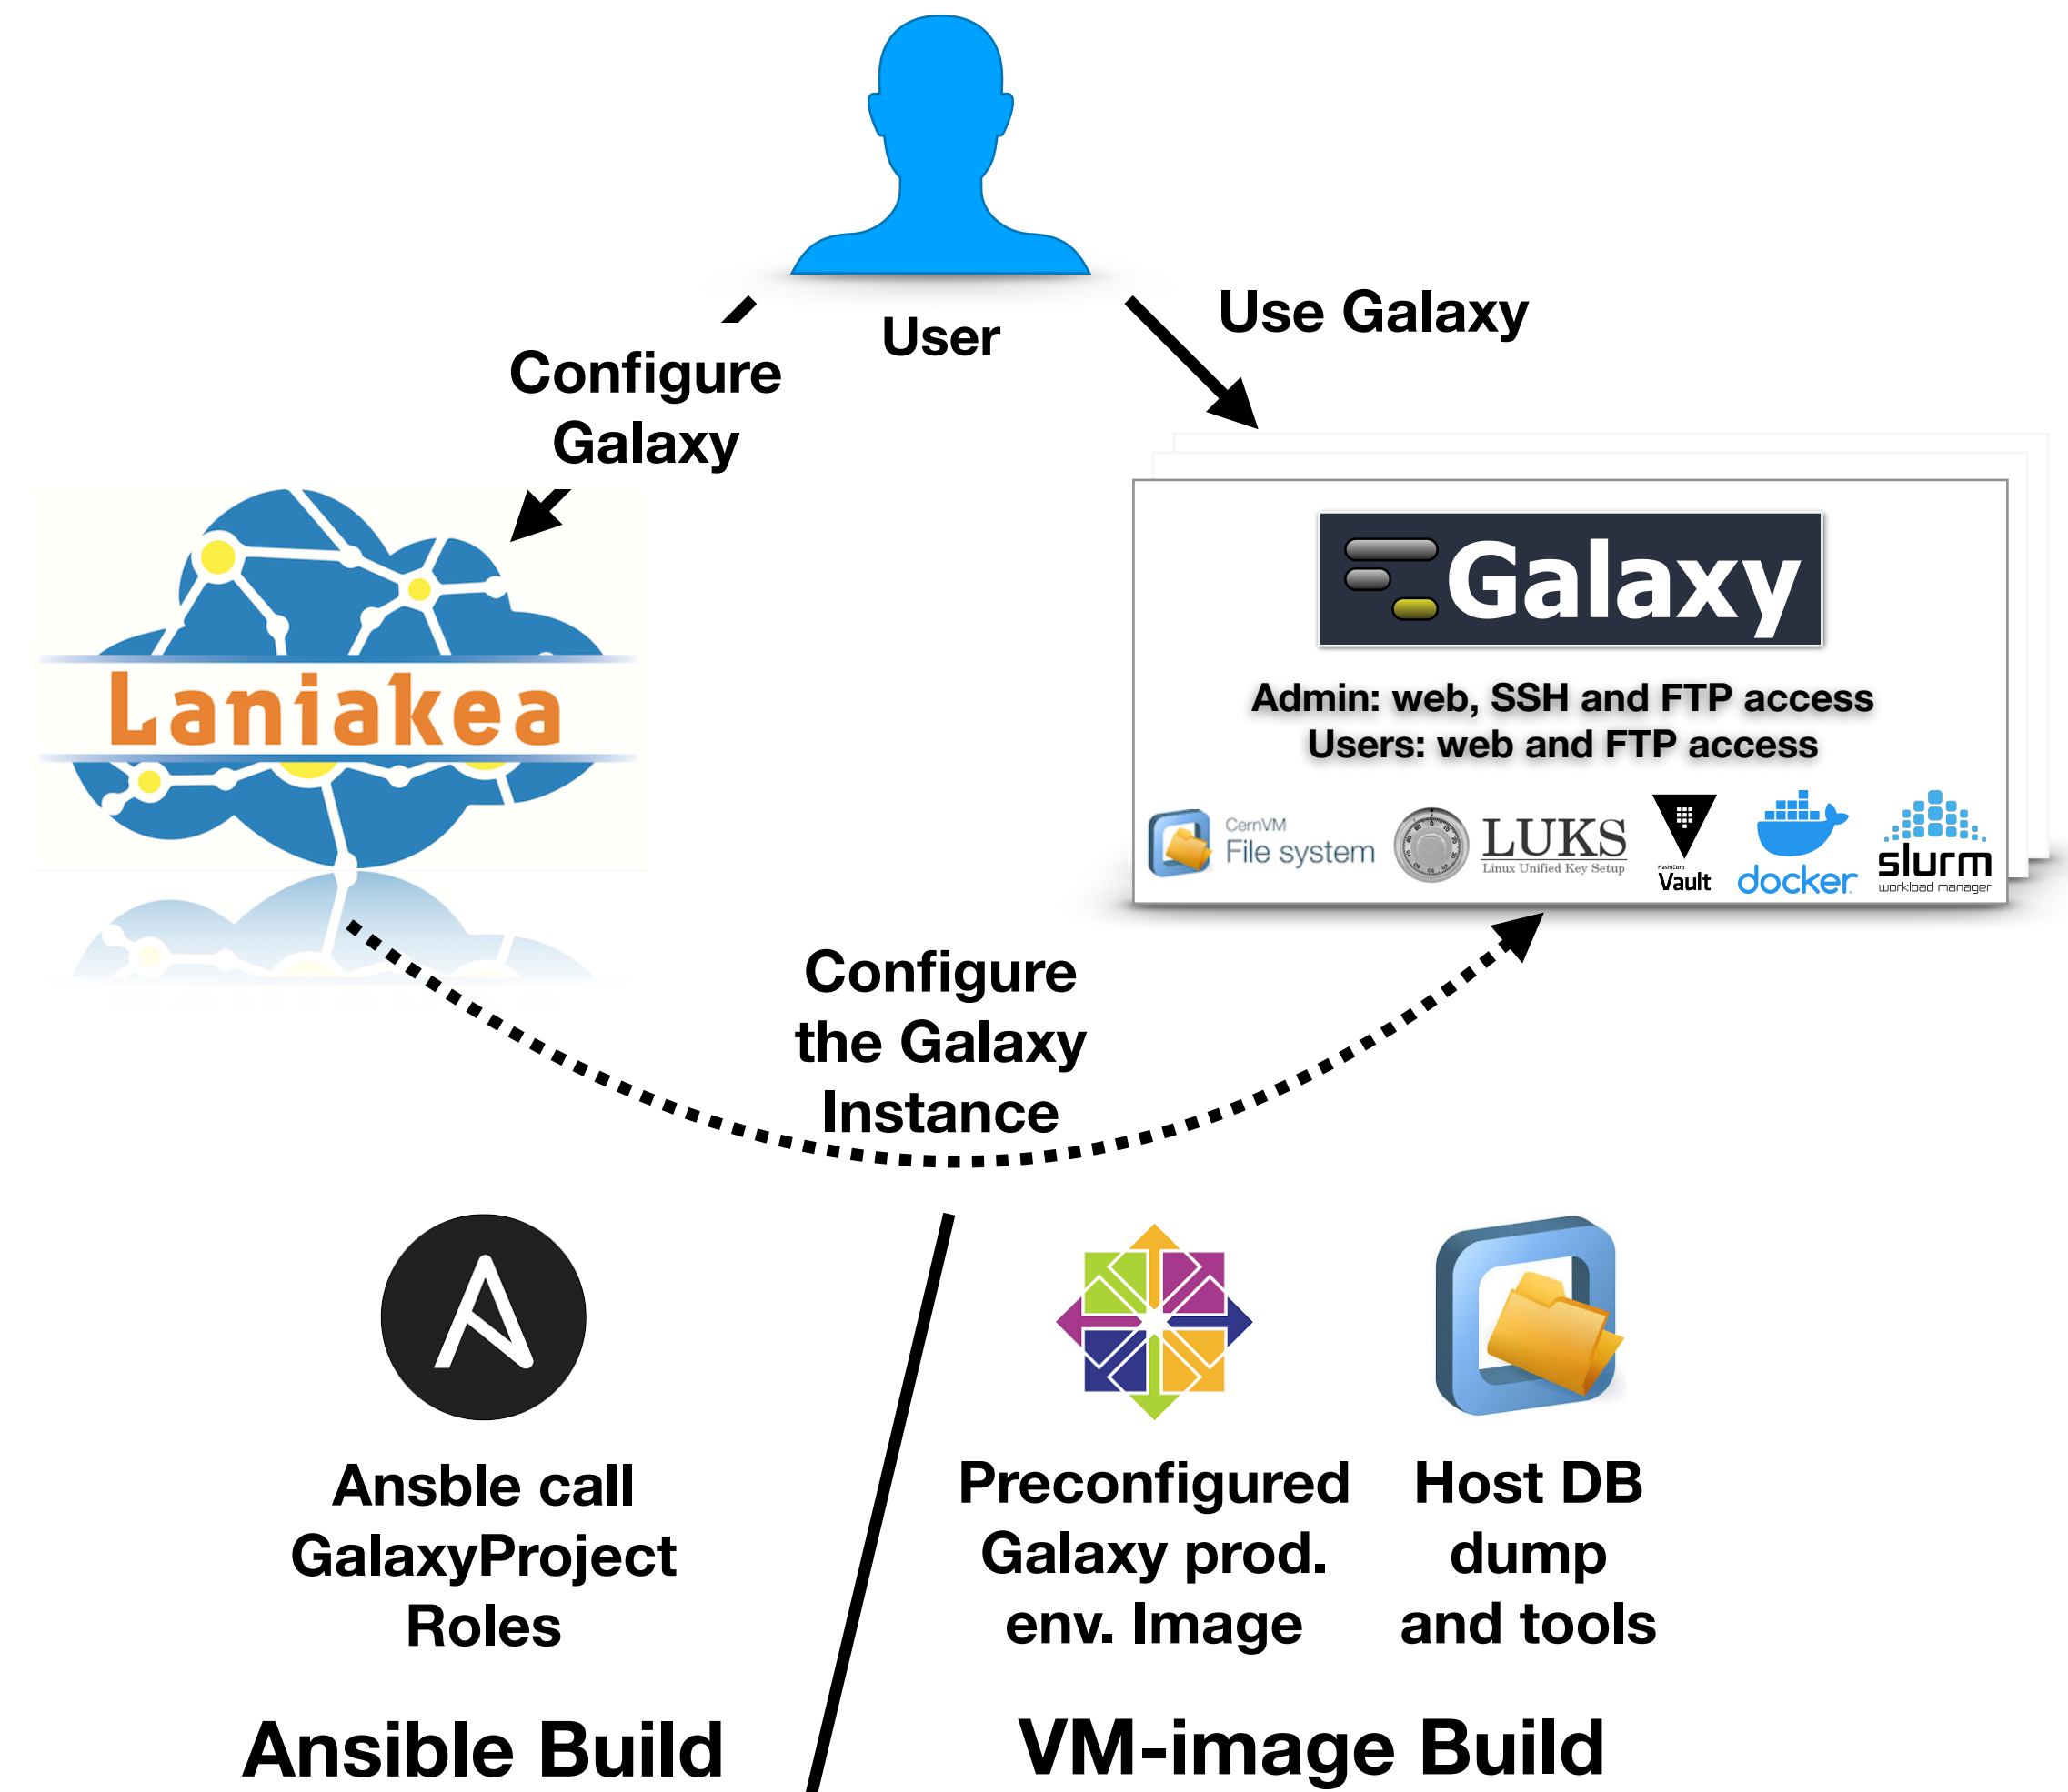 User
Use Galaxy
Configure
Galaxy
Laniakea
Galaxy
Admin: web, SSH and FTP access
Users: web and FTP access
CernVM
File system
LUKS
Linux Unified Key Setup
HashiCorp
Vault
docker
slurm
workload manager
Configure
the Galaxy
Instance
Ansble call
GalaxyProject
Roles
Preconfigured
Galaxy prod.
env. Image
Host DB
dump
and tools
Ansible Build
VM-image Build